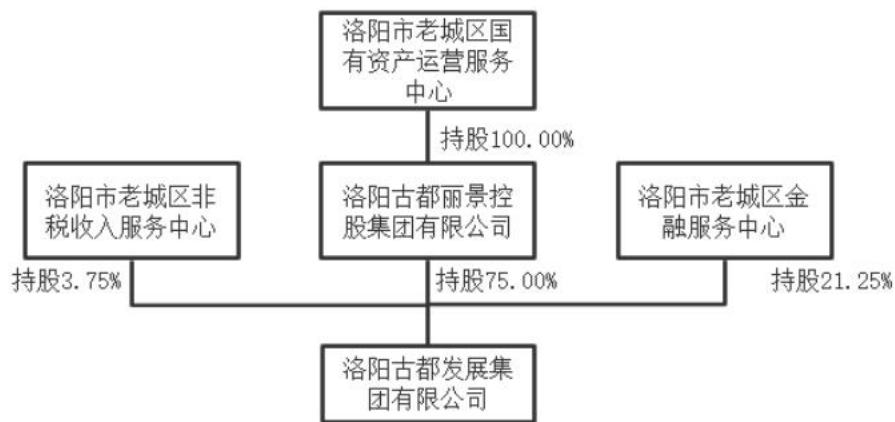 洛阳市老城区国
有资产运营服务
中心
持股100.00%
洛阳市老城区非
税收入服务中心
洛阳古都丽景控
股集团有限公司
洛阳市老城区金
融服务中心
持股3.75%
持股75.00%
持股21.25%
洛阳古都发展集
团有限公司